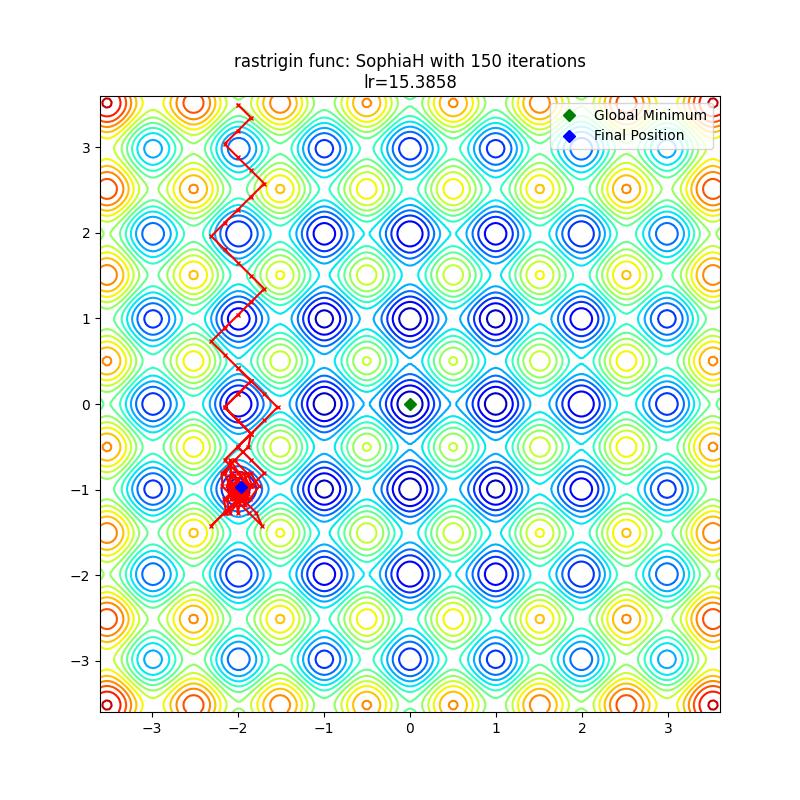 rastrigin func: SophiaH with 150 iterations
lr=15.3858
Global Minimum
Final Position
3
2
1
0
−1
−2
−3
−3 −2 −1 0 1 2 3